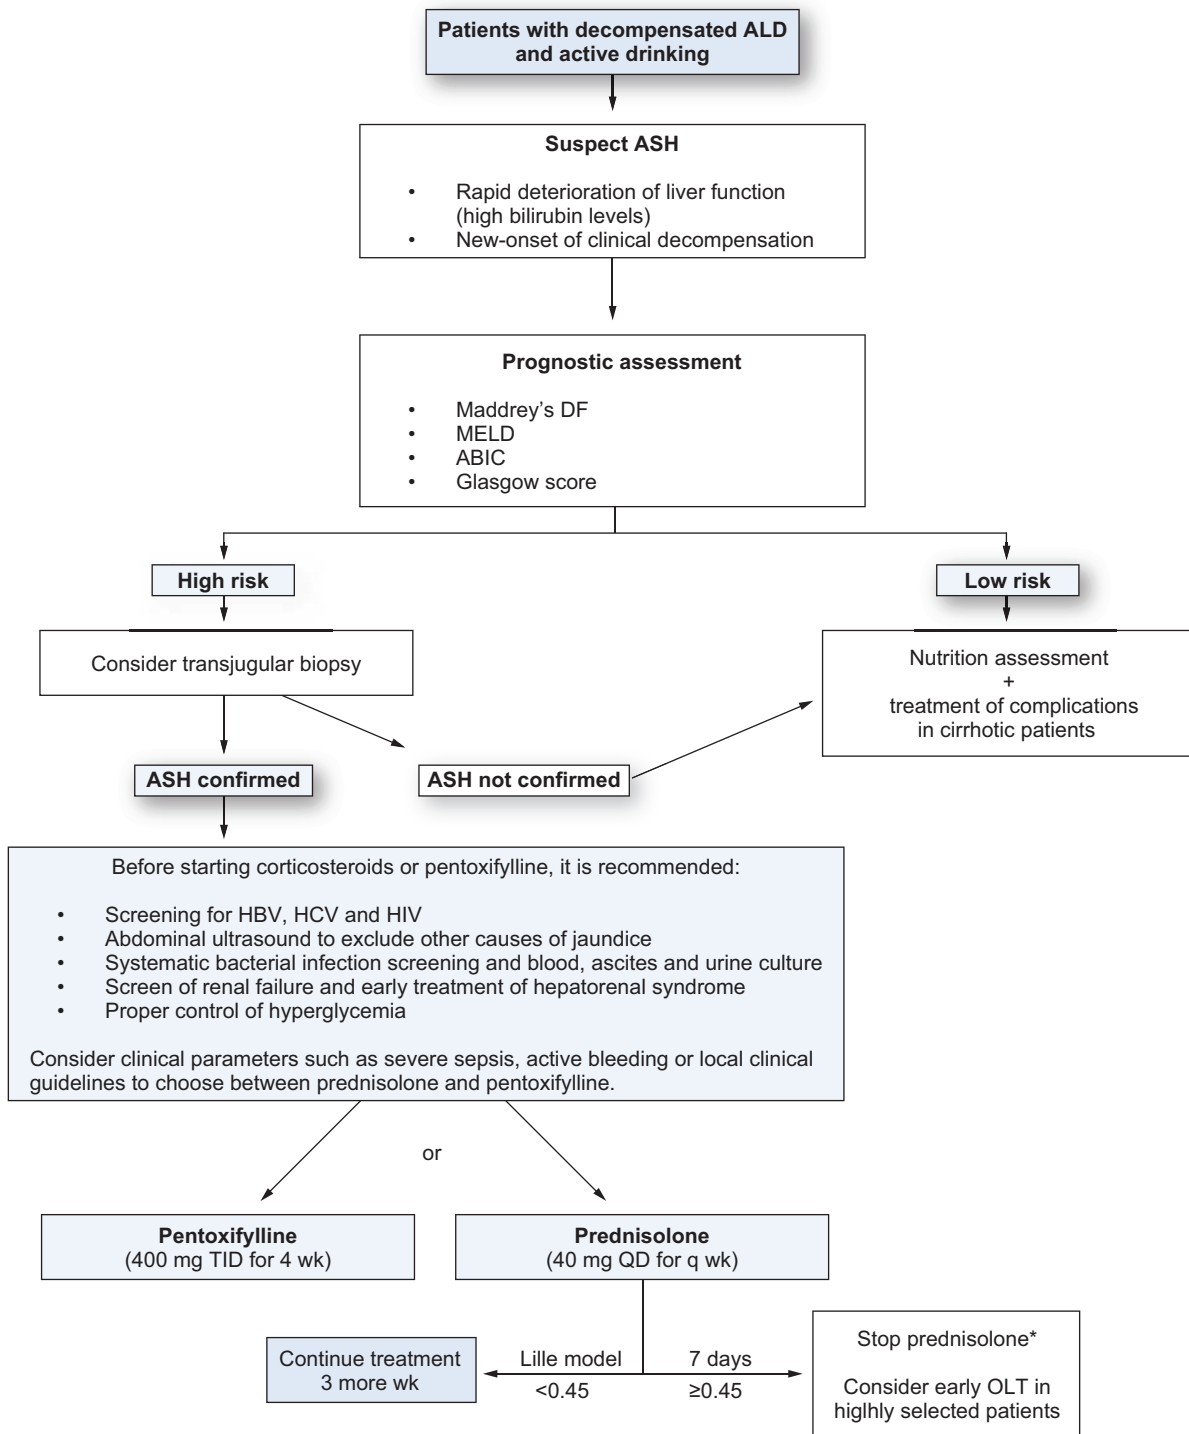 Patients with decompensated ALD
and active drinking
Suspect ASH
• Rapid deterioration of liver function
(high bilirubin levels)
• New-onset of clinical decompensation
Prognostic assessment
• Maddrey's DF
• MELD
• ABIC
• Glasgow score
High risk
Low risk
Consider transjugular biopsy
Nutrition assessment
+
treatment of complications
in cirrhotic patients
ASH confirmed
ASH not confirmed
Before starting corticosteroids or pentoxifylline, it is recommended:
• Screening for HBV, HCV and HIV
• Abdominal ultrasound to exclude other causes of jaundice
• Systematic bacterial infection screening and blood, ascites and urine culture
• Screen of renal failure and early treatment of hepatorenal syndrome
• Proper control of hyperglycemia
Consider clinical parameters such as severe sepsis, active bleeding or local clinical
guidelines to choose between prednisolone and pentoxifylline.
or
Pentoxifylline
(400 mg TID for 4 wk)
Prednisolone
(40 mg QD for q wk)
Continue treatment
3 more wk
Lille model
<0.45
7 days
≥0.45
Stop prednisolone*
Consider early OLT in
higlhly selected patients